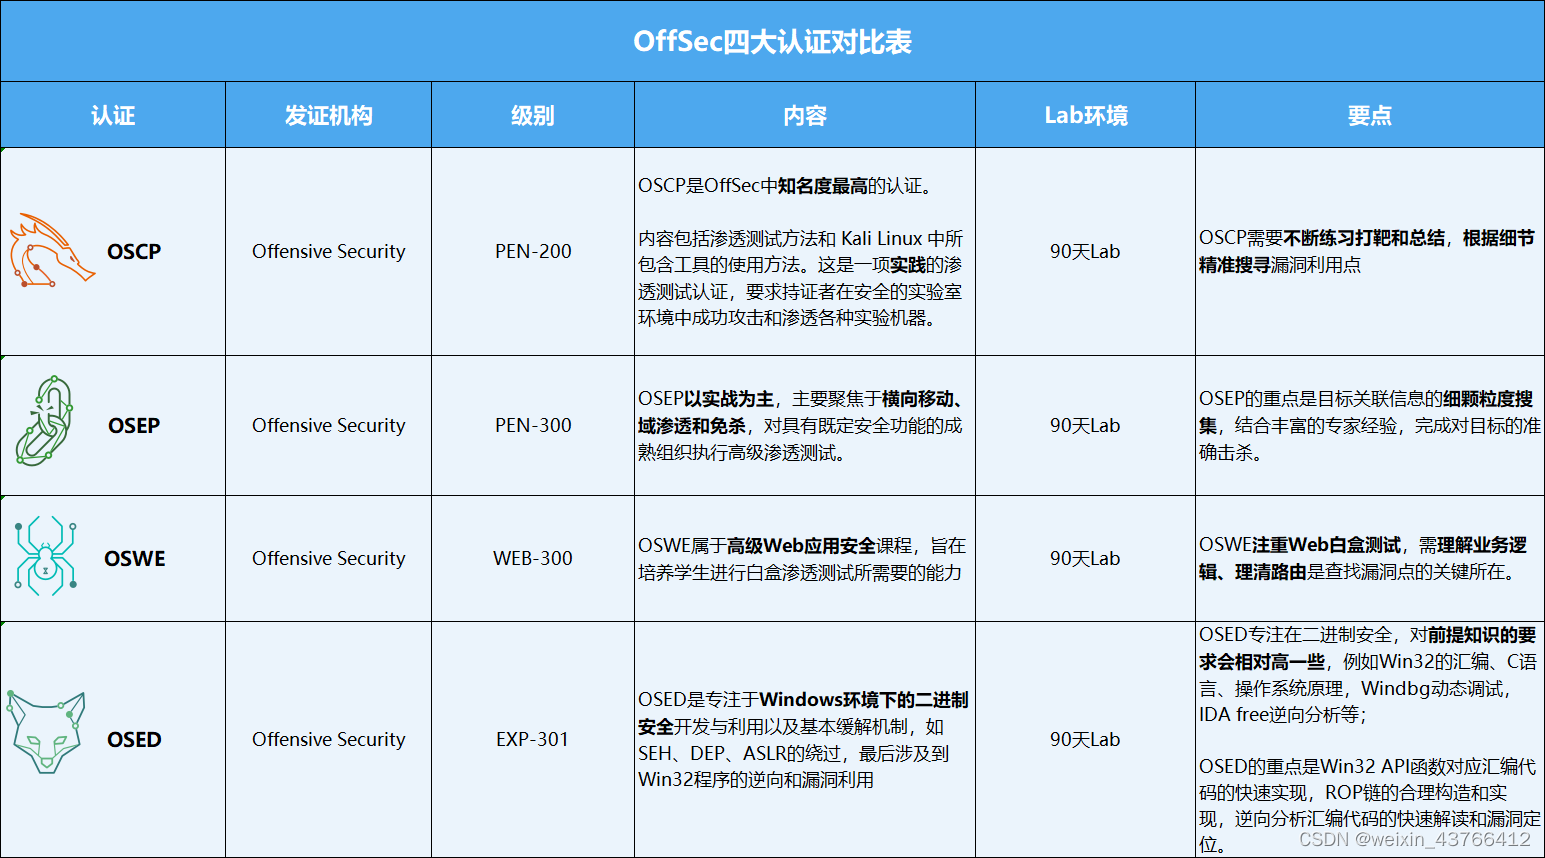 OffSec四大认证对比表
认证
发证机构
级别
内容
Lab环境
要点
OSCP
Offensive Security
PEN-200
OSCP是OffSec中知名度最高的认证。
内容包括渗透测试方法和 Kali Linux 中所
包含工具的使用方法。这是一项实践的渗
透测试认证，要求持证者在安全的实验室
环境中成功攻击和渗透各种实验机器。
90天Lab
OSCP需要不断练习打靶和总结，根据细节
精准搜寻漏洞利用点
OSEP
Offensive Security
PEN-300
OSEP以实战为主，主要聚焦于横向移动、
域渗透和免杀，对具有既定安全功能的成
熟组织执行高级渗透测试。
90天Lab
OSEP的重点是目标关联信息的细颗粒度搜
集，结合丰富的专家经验，完成对目标的准
确击杀。
OSWE
Offensive Security
WEB-300
OSWE属于高级Web应用安全课程，旨在
培养学生进行白盒渗透测试所需要的能力
90天Lab
OSWE注重Web白盒测试，需理解业务逻
辑、理清路由是查找漏洞点的关键所在。
OSED
Offensive Security
EXP-301
OSED是专注于Windows环境下的二进制
安全开发与利用以及基本缓解机制，如
SEH、DEP、ASLR的绕过，最后涉及到
Win32程序的逆向和漏洞利用
90天Lab
OSED专注在二进制安全，对前提知识的要
求会相对高一些，例如Win32的汇编、C语
言、操作系统原理，Windbg动态调试，
IDA free逆向分析等；
OSED的重点是Win32 API函数对应汇编代
码的快速实现，ROP链的合理构造和实
现，逆向分析汇编代码的快速解读和漏洞定
位。
CSDN @weixin_43766412